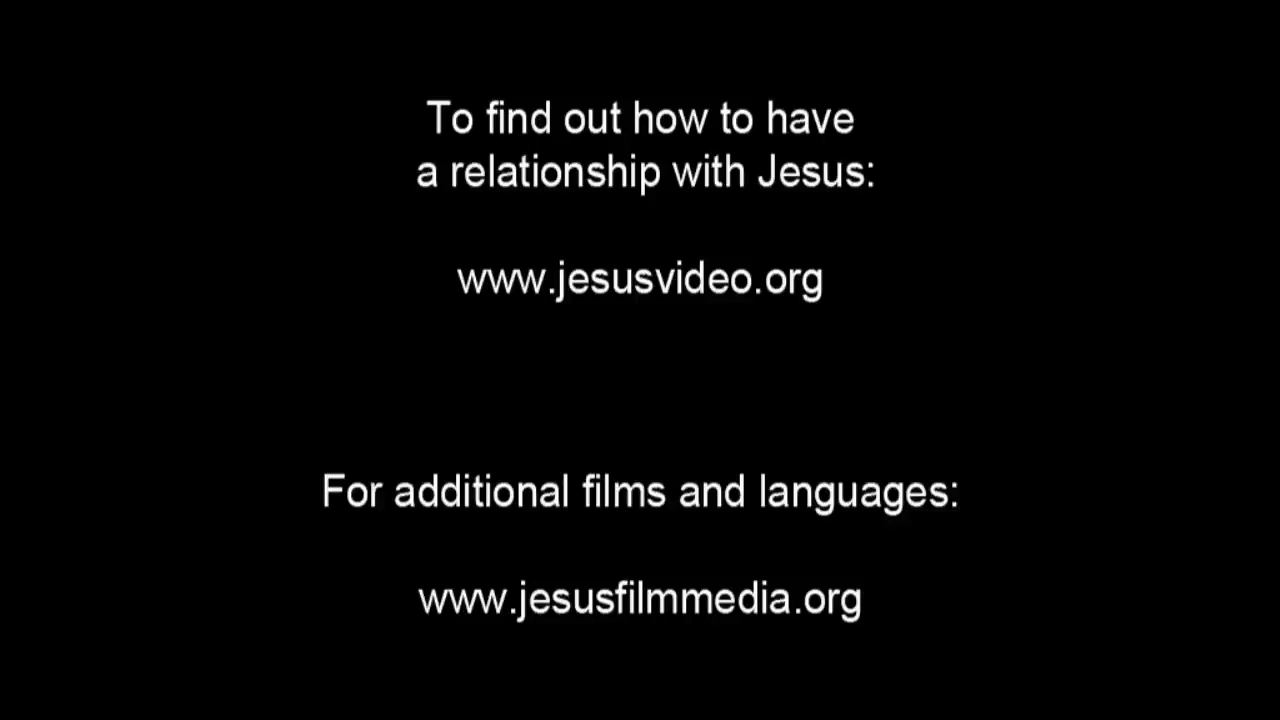 To find out how to have
a relationship with Jesus:
www.jesusvideo.org
For additional films and languages:
www.jesusfilmmedia.org